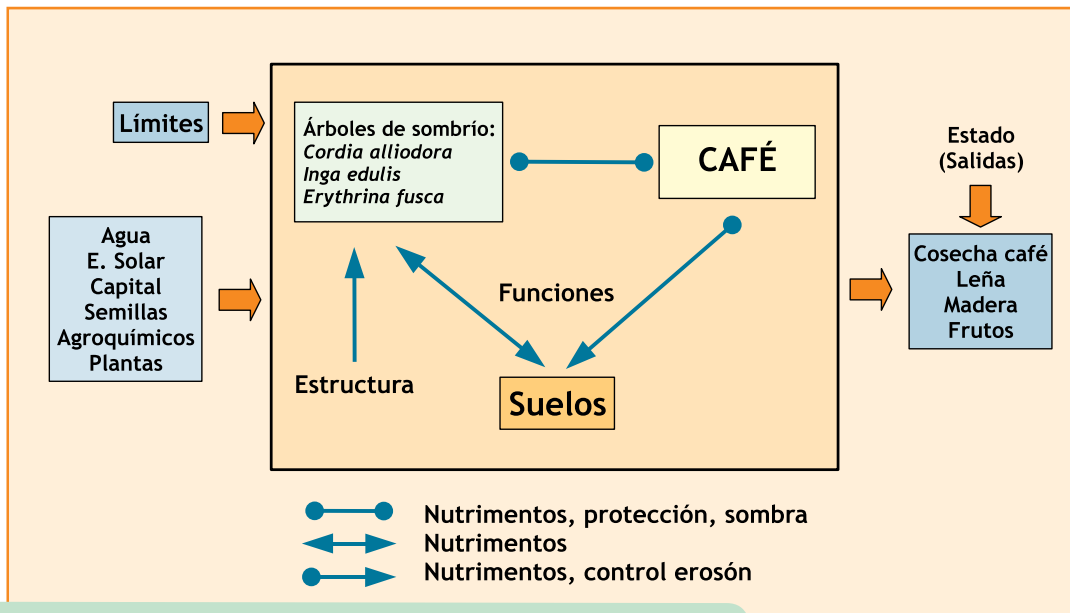 Límites
Árboles de sombrío:
Cordia alliodora
Inga edulis
Erythrina fusca
CAFÉ
Estado
(Salidas)
Agua
E. Solar
Capital
Semillas
Agroquímicos
Plantas
Funciones
Cosecha café
Leña
Madera
Frutos
Estructura
Suelos
Nutrimentos, protección, sombra
Nutrimentos
Nutrimentos, control erosón